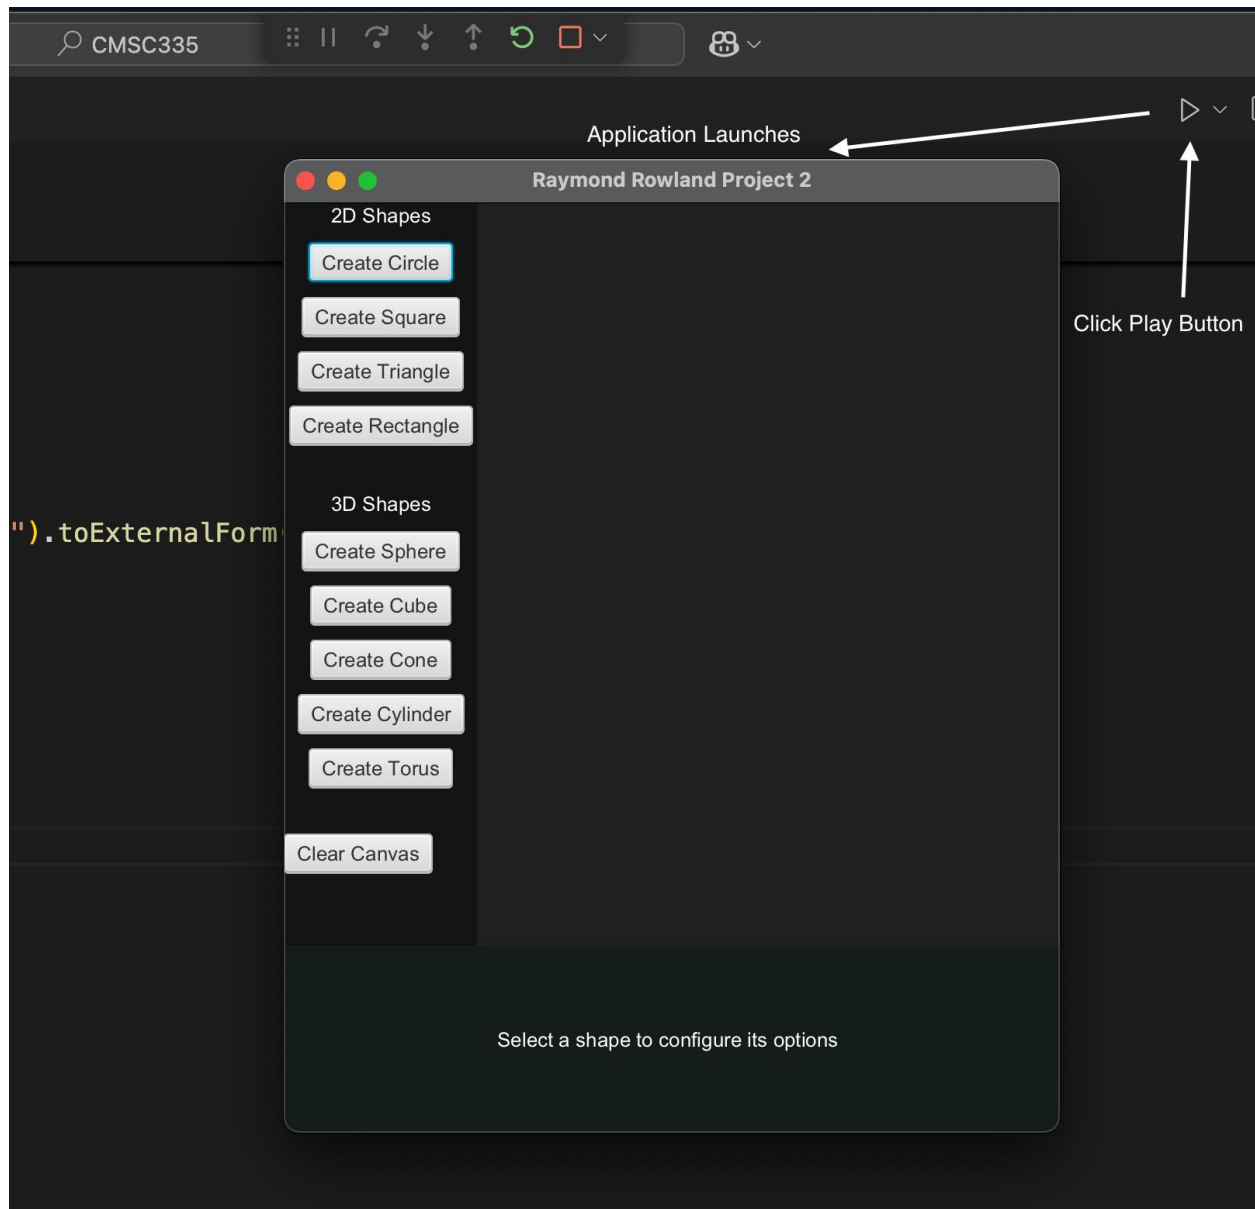 CMSC335
Application Launches
Raymond Rowland Project 2
2D Shapes
Create Circle
Create Square
Click Play Button
Create Triangle
Create Rectangle
3D Shapes
").toExternalForm(
Create Sphere
Create Cube
Create Cone
Create Cylinder
Create Torus
Clear Canvas
Select a shape to configure its options